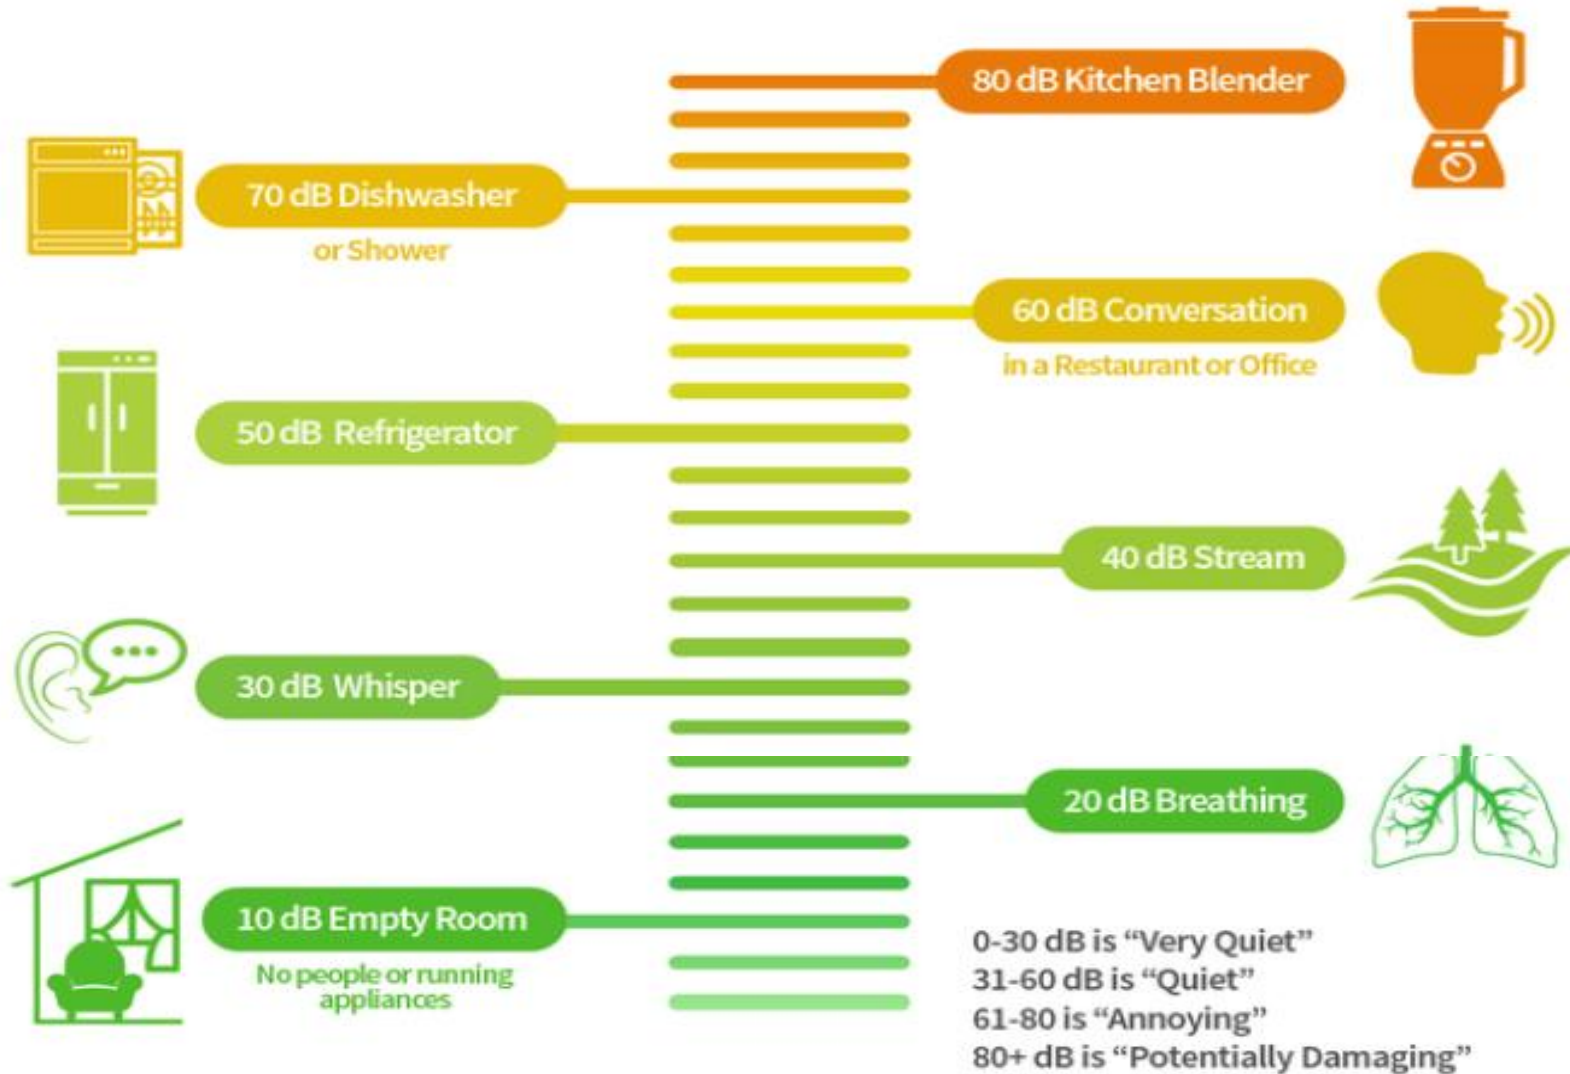 80 dB Kitchen Blender
70 dB Dishwasher
or Shower
60 dB Conversation
in a Restaurant or Office
50 dB Refrigerator
40 dB Stream
30 dB Whisper
20 dB Breathing
10 dB Empty Room
No people or running
appliances
0-30 dB is “Very Quiet”
31-60 dB is “Quiet”
61-80 is “Annoying”
80+ dB is “Potentially Damaging”